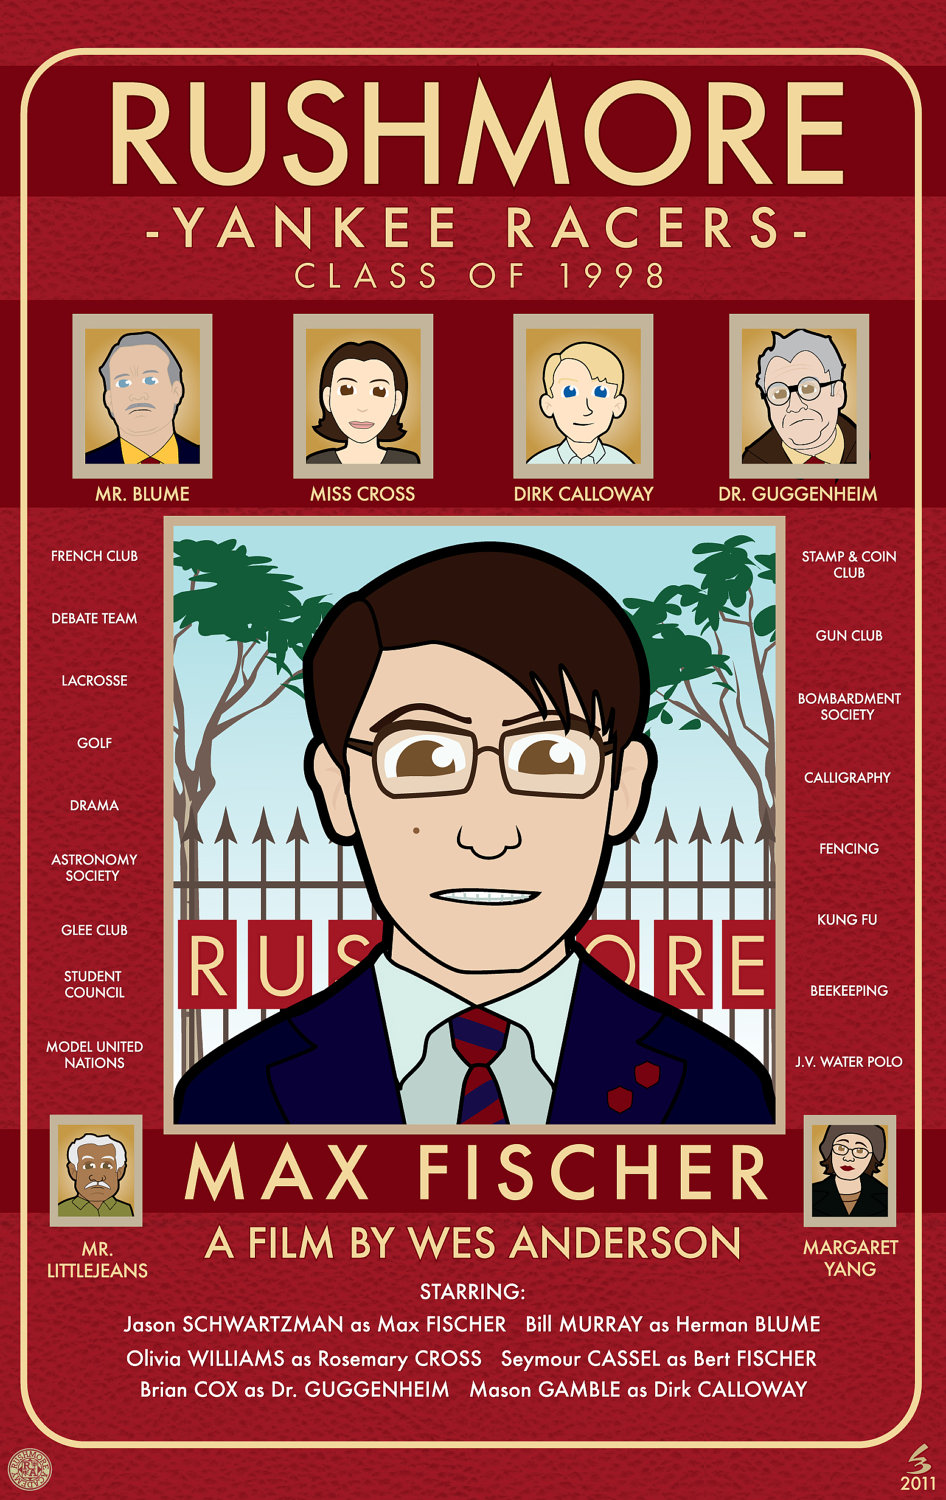 RUSHMORE
-YANKEE RACERS-
CLASS OF 1998
MR. BLUME
MISS CROSS
DIRK CALLOWAY
DR. GUGGENHEIM
FRENCH CLUB
DEBATE TEAM
LACROSSE
GOLF
DRAMA
ASTRONOMY
SOCIETY
GLEE CLUB
STUDENT
COUNCIL
MODEL UNITED
NATIONS
STAMP & COIN
CLUB
GUN CLUB
BOMBARDMENT
SOCIETY
CALLIGRAPHY
FENCING
KUNG FU
BEEKEEPING
J.V. WATER POLO
RUS ORE
MAX FISCHER
MR.
LITTLEJEANS
MARGARET
YANG
A FILM BY WES ANDERSON
STARRING:
Jason SCHWARTZMAN as Max FISCHER Bill MURRAY as Herman BLUME
Olivia WILLIAMS as Rosemary CROSS Seymour CASSEL as Bert FISCHER
Brian COX as Dr. GUGGENHEIM Mason GAMBLE as Dirk CALLOWAY
RUSHMORE
ACADEMY
2011